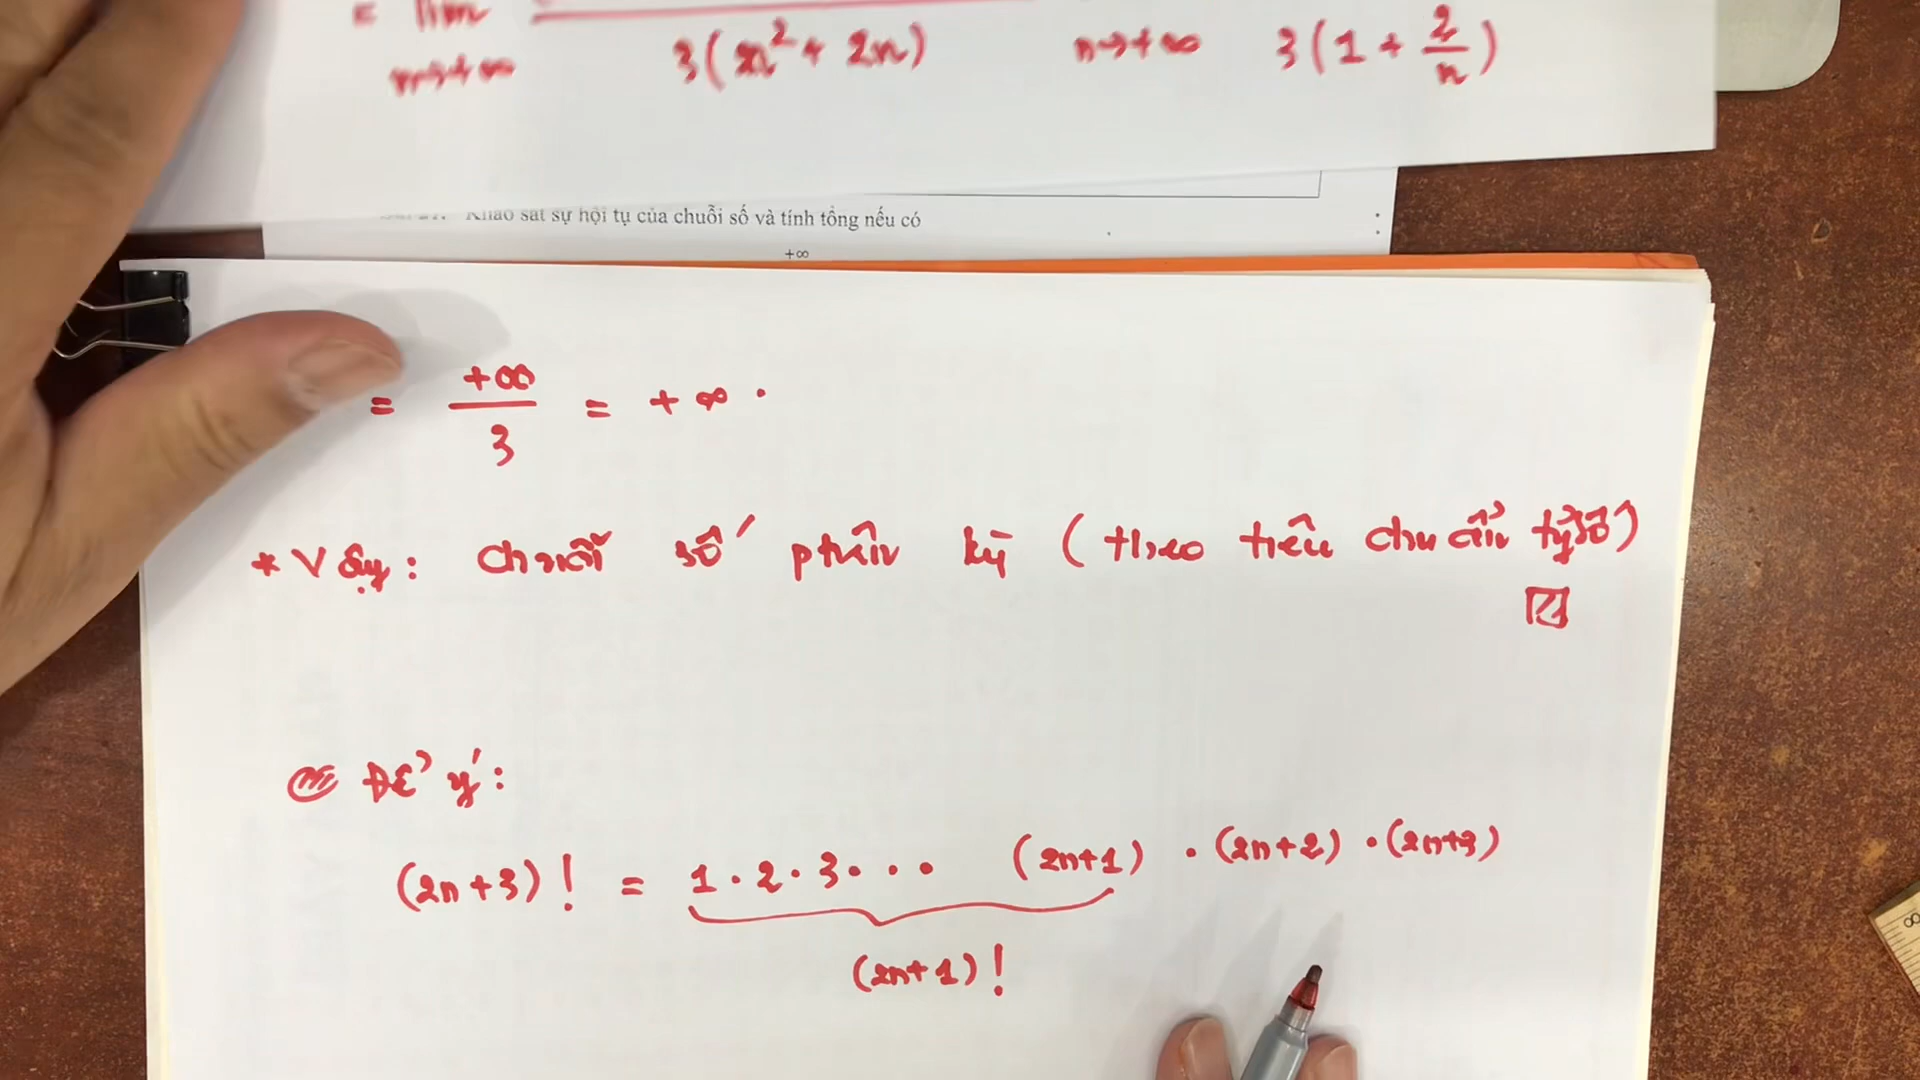 = lim
n→+∞ 3(n² + 2n) n→+∞ 3(1 + 2/n)
Khảo sát sự hội tụ của chuỗi số và tính tổng nếu có
+∞
= +∞/3 = +∞ .
* Vậy: chuỗi số phân kỳ (theo tiêu chuẩn tỷ số)
Để ý:
(2n+3)! = 1 . 2 . 3 . . . (2n+1) . (2n+2) . (2n+3)
(2n+1)!